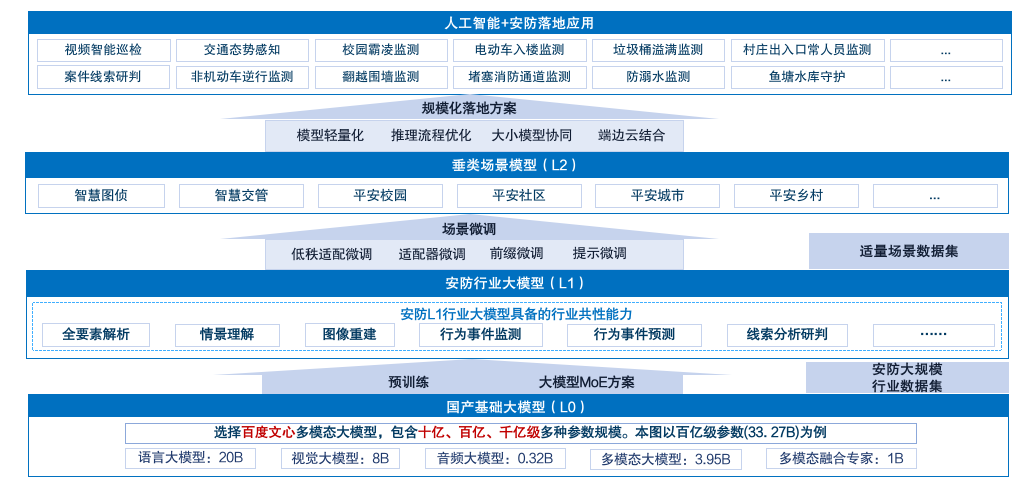 人工智能+安防落地应用
视频智能巡检 交通态势感知 校园霸凌监测 电动车入楼监测 垃圾桶溢满监测 村庄出入口常人员监测 ...
案件线索研判 非机动车逆行监测 翻越围墙监测 堵塞消防通道监测 防溺水监测 鱼塘水库守护 ...
规模化落地方案
模型轻量化 推理流程优化 大小模型协同 端边云结合
垂类场景模型（L2）
智慧图侦 智慧交管 平安校园 平安社区 平安城市 平安乡村 ...
场景微调
低秩适配微调 适配器微调 前缀微调 提示微调
适量场景数据集
安防行业大模型（L1）
安防L1行业大模型具备的行业共性能力
全要素解析 情景理解 图像重建 行为事件监测 行为事件预测 线索分析研判 ……
预训练 大模型MoE方案
安防大规模
行业数据集
国产基础大模型（L0）
选择百度文心多模态大模型，包含十亿、百亿、千亿级多种参数规模。本图以百亿级参数(33. 27B)为例
语言大模型：20B 视觉大模型：8B 音频大模型：0.32B 多模态大模型：3.95B 多模态融合专家：1B